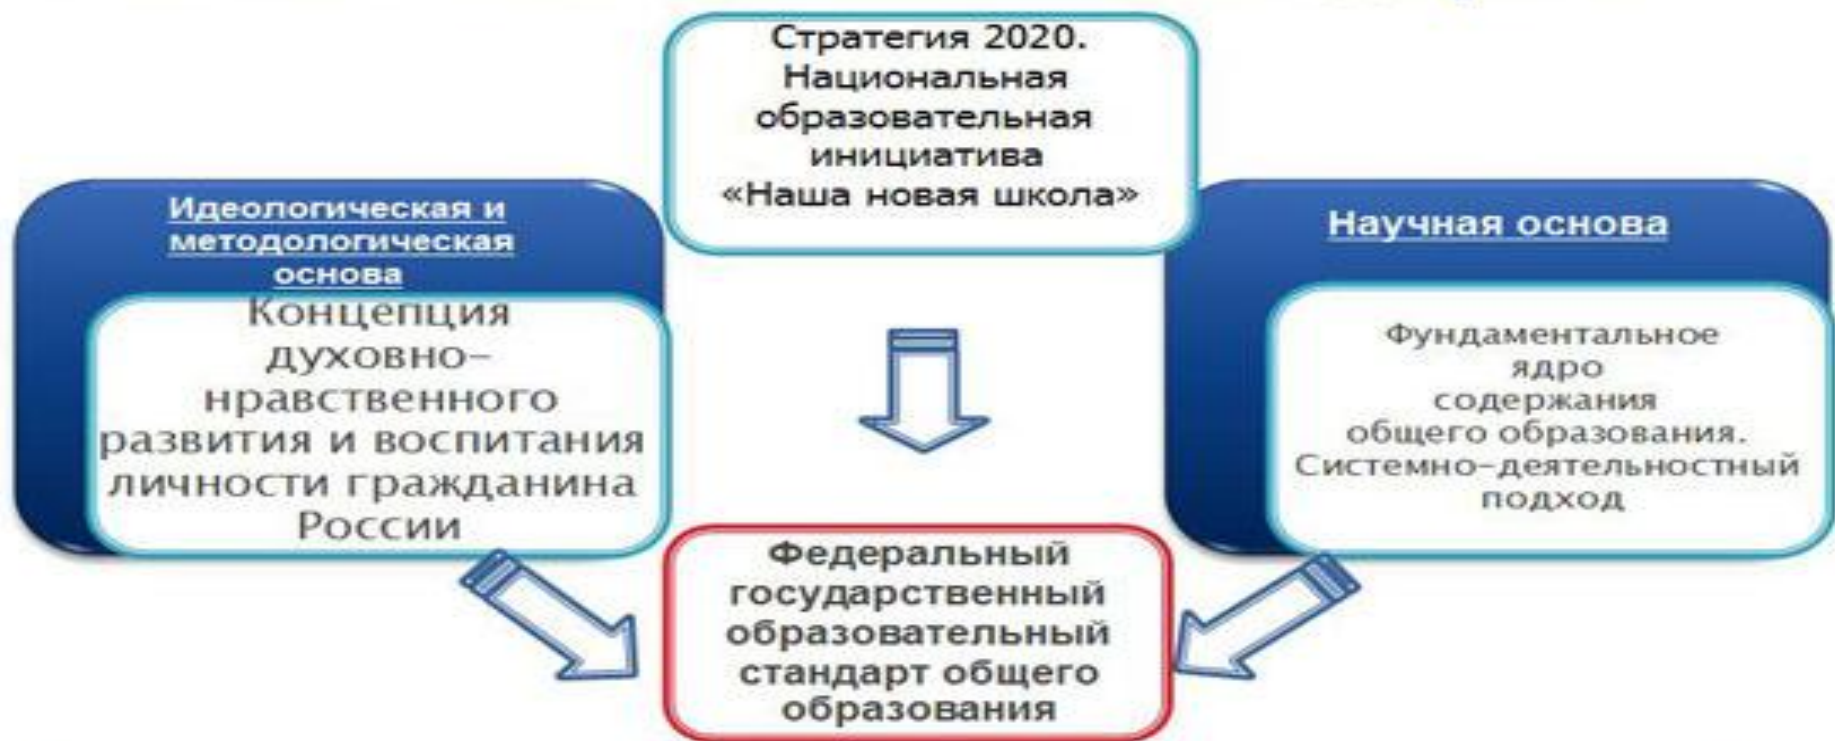 Стратегия 2020.
Национальная
образовательная
инициатива
«Наша новая школа»
Идеологическая и
методологическая
основа
Концепция
духовно-
нравственного
развития и воспитания
личности гражданина
России
Научная основа
Фундаментальное
ядро
содержания
общего образования.
Системно-деятельностный
подход
Федеральный
государственный
образовательный
стандарт общего
образования